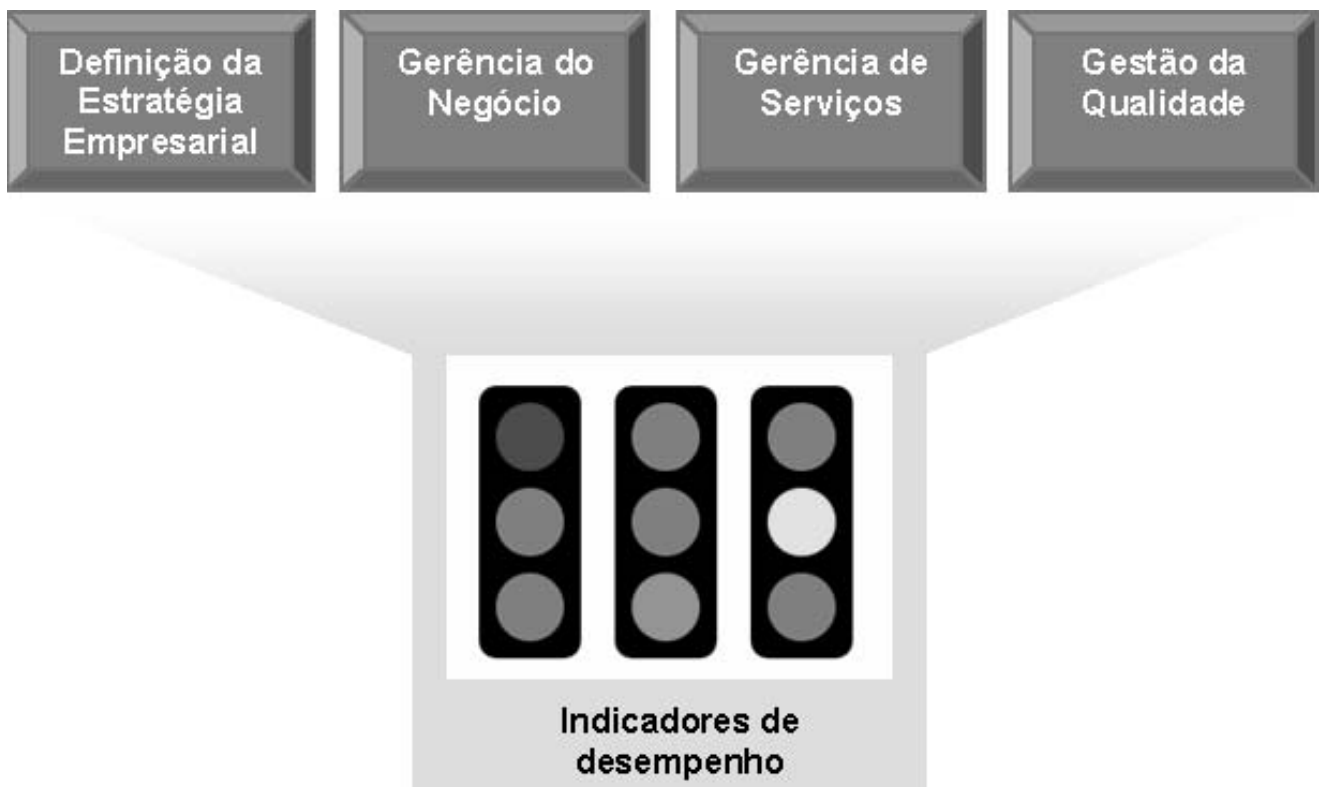 Definição da
Estratégia
Empresarial
Gerência do
Negócio
Gerência de
Serviços
Gestão da
Qualidade
Indicadores de
desempenho